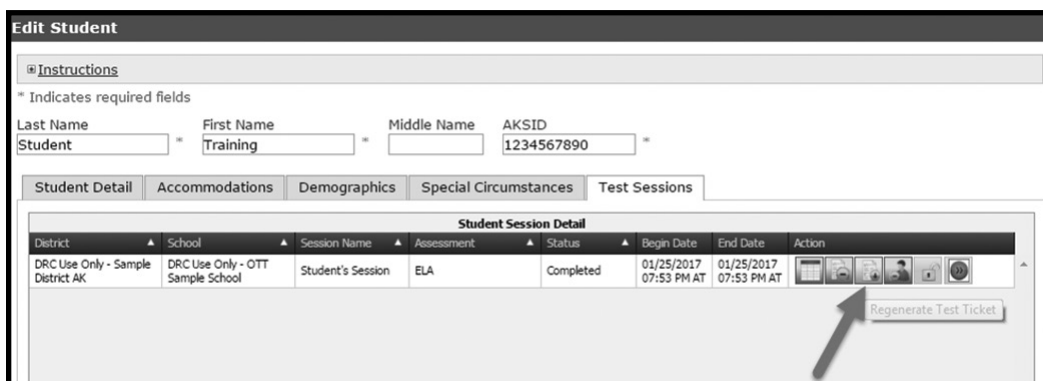 Edit Student
Instructions
* Indicates required fields
Last Name First Name Middle Name AKSID
Student * Training * 1234567890 *
Student Detail Accommodations Demographics Special Circumstances Test Sessions
Student Session Detail
District School Session Name Assessment Status Begin Date End Date Action
DRC Use Only - Sample District AK DRC Use Only - OTT Sample School Student's Session ELA Completed 01/25/2017 07:53 PM AT 01/25/2017 07:53 PM AT
Regenerate Test Ticket